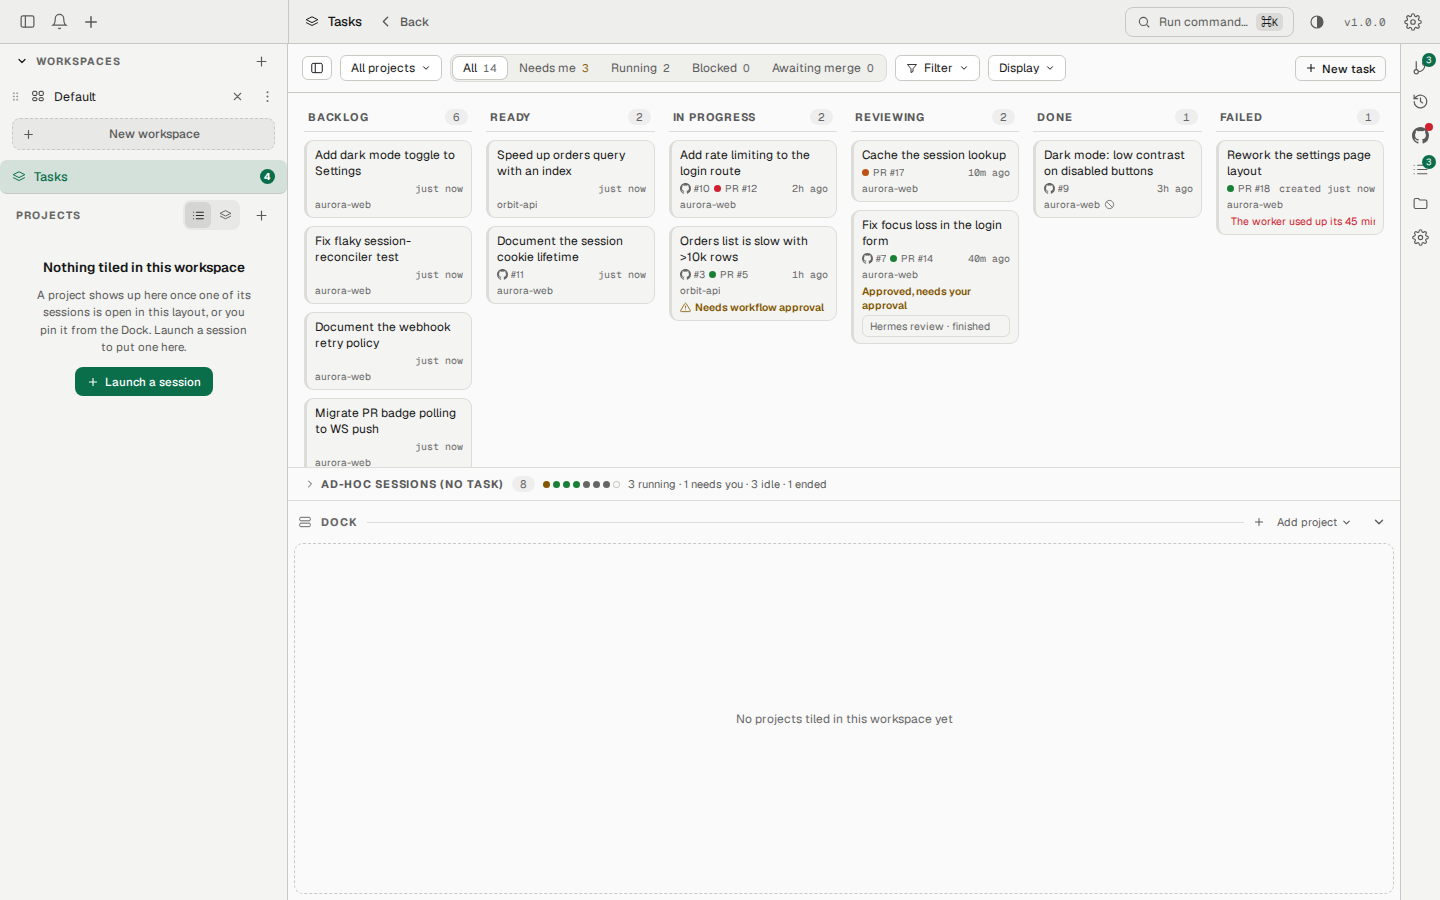 Tasks
Back
Run command...
⌘K
v1.0.0
WORKSPACES
Default
New workspace
Tasks
4
PROJECTS
Nothing tiled in this workspace
A project shows up here once one of its
sessions is open in this layout, or you
pin it from the Dock. Launch a session
to put one here.
Launch a session
All projects
All 14
Needs me 3
Running 2
Blocked 0
Awaiting merge 0
Filter
Display
New task
BACKLOG 6
Add dark mode toggle to
Settings
just now
aurora-web
Fix flaky session-
reconciler test
just now
aurora-web
Document the webhook
retry policy
just now
aurora-web
Migrate PR badge polling
to WS push
just now
aurora-web
READY 2
Speed up orders query
with an index
just now
orbit-api
Document the session
cookie lifetime
#11 just now
aurora-web
IN PROGRESS 2
Add rate limiting to the
login route
#10 PR #12 2h ago
aurora-web
Orders list is slow with
>10k rows
#3 PR #5 1h ago
orbit-api
Needs workflow approval
REVIEWING 2
Cache the session lookup
PR #17 10m ago
aurora-web
Fix focus loss in the login
form
#7 PR #14 40m ago
aurora-web
Approved, needs your
approval
Hermes review · finished
DONE 1
Dark mode: low contrast
on disabled buttons
#9 3h ago
aurora-web
FAILED 1
Rework the settings page
layout
PR #18 created just now
aurora-web
The worker used up its 45 min
3
3
AD-HOC SESSIONS (NO TASK) 8 3 running · 1 needs you · 3 idle · 1 ended
DOCK
Add project
No projects tiled in this workspace yet